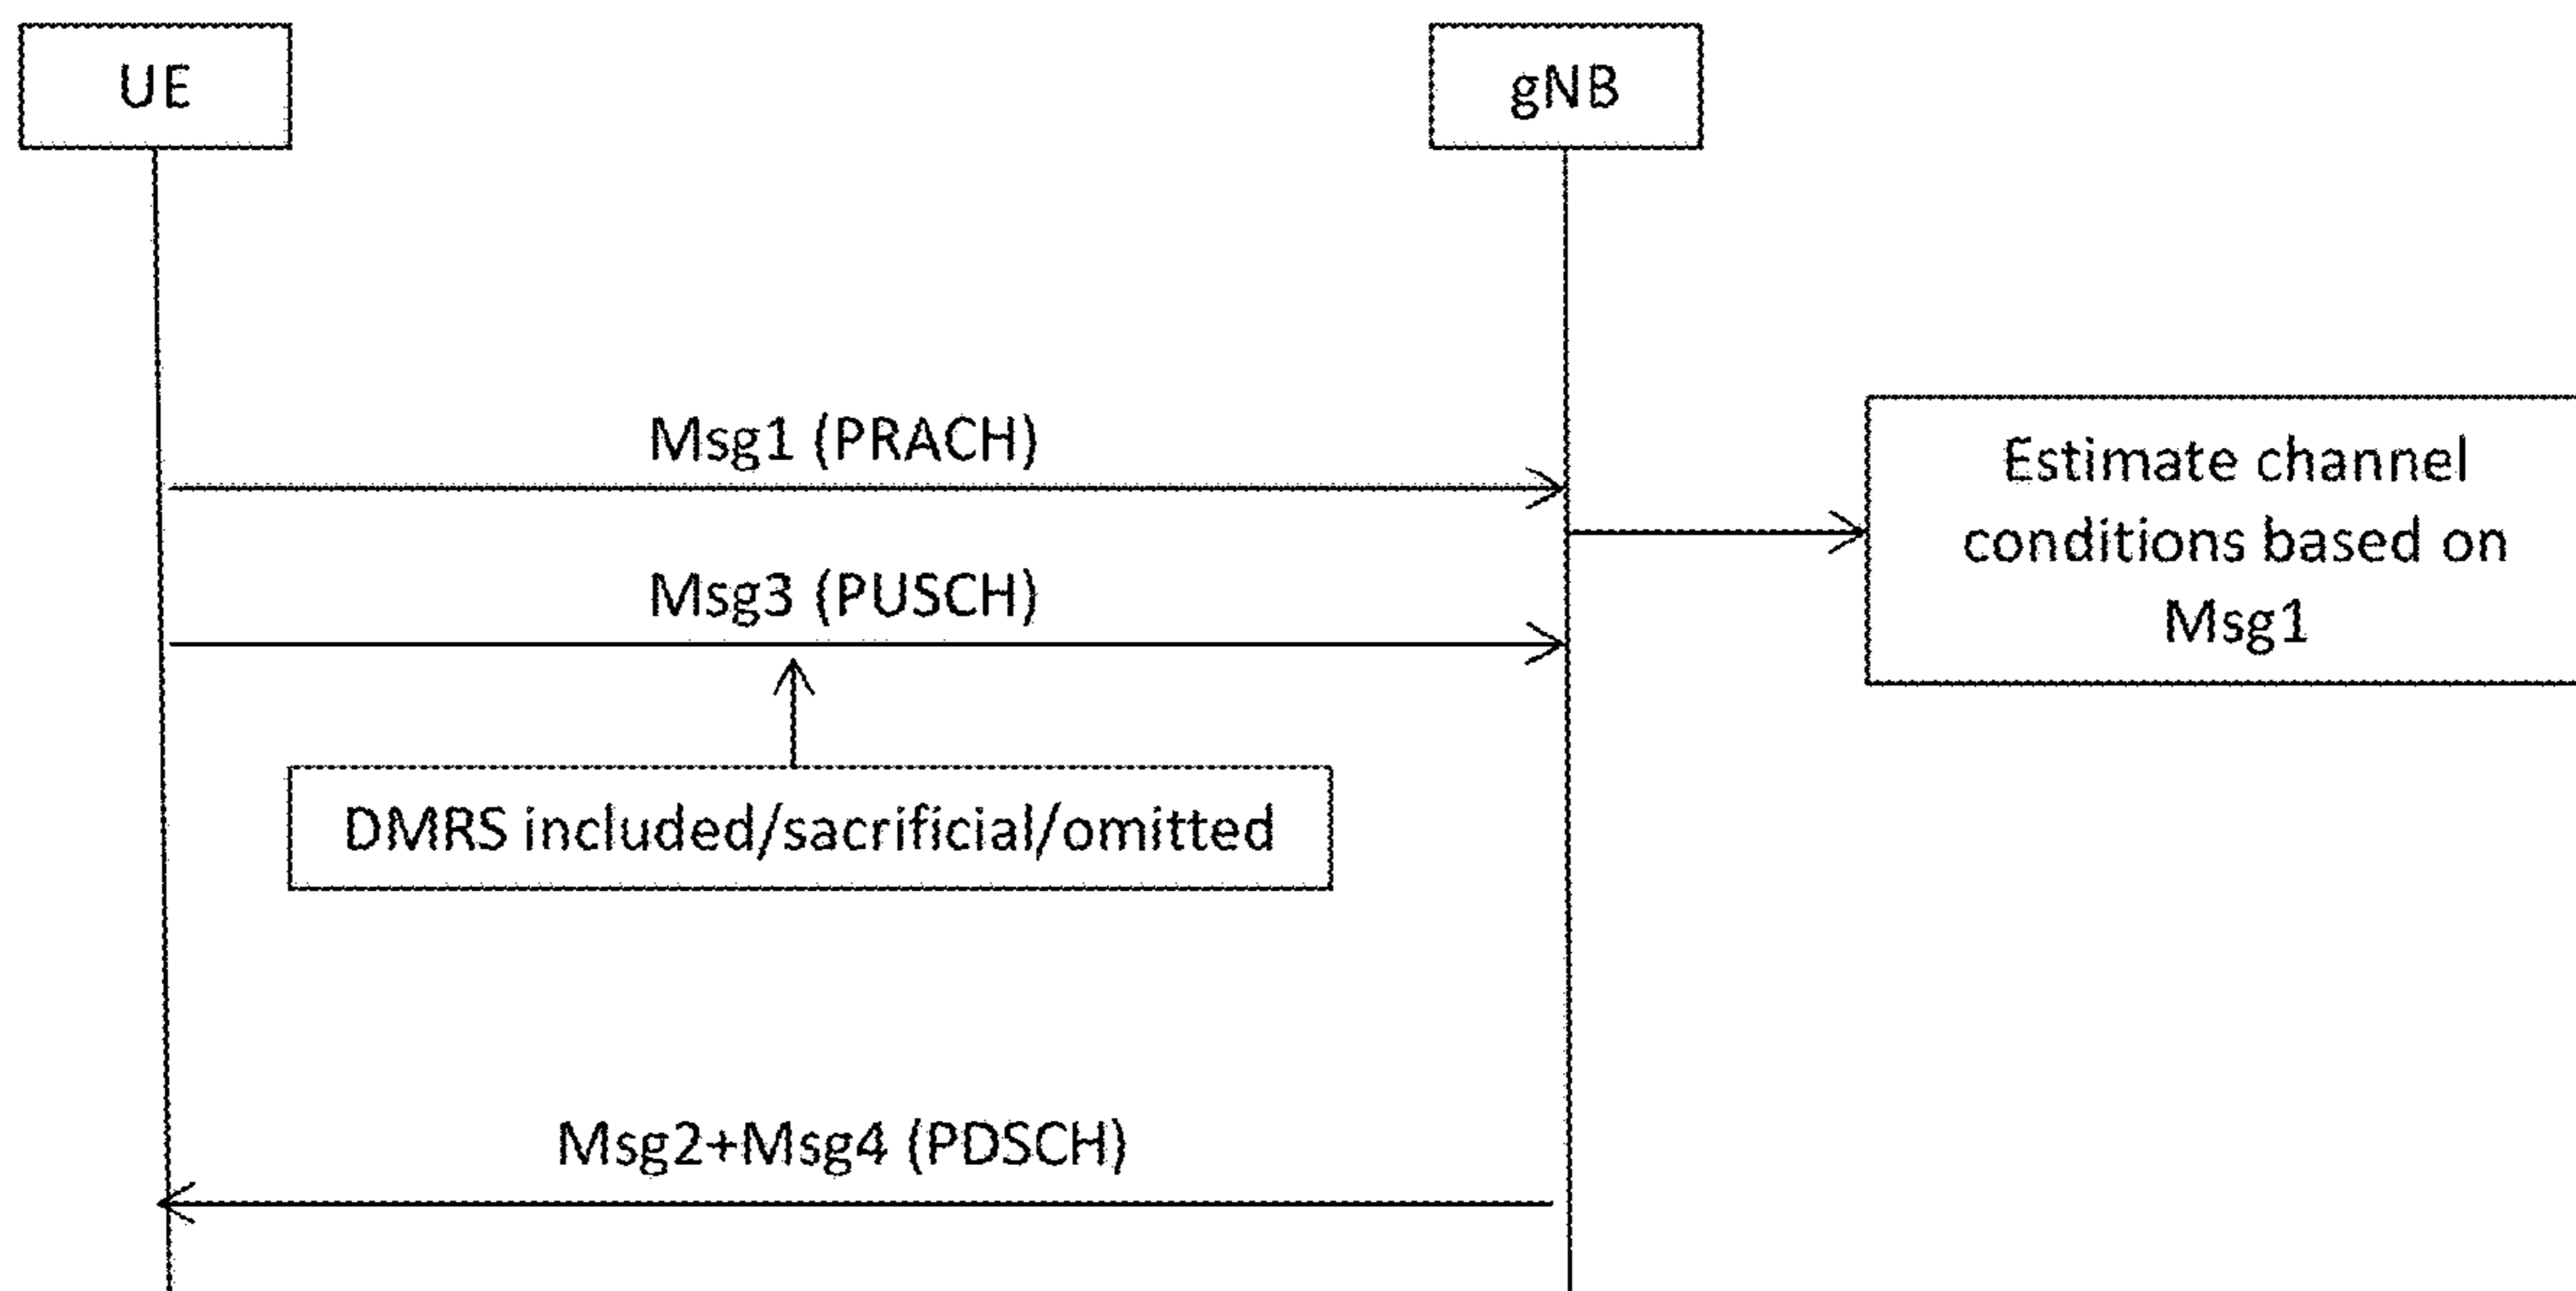 UE
gNB
Msg1 (PRACH)
Estimate channel
conditions based on
Msg1
Msg3 (PUSCH)
DMRS included/sacrificial/omitted
Msg2+Msg4 (PDSCH)